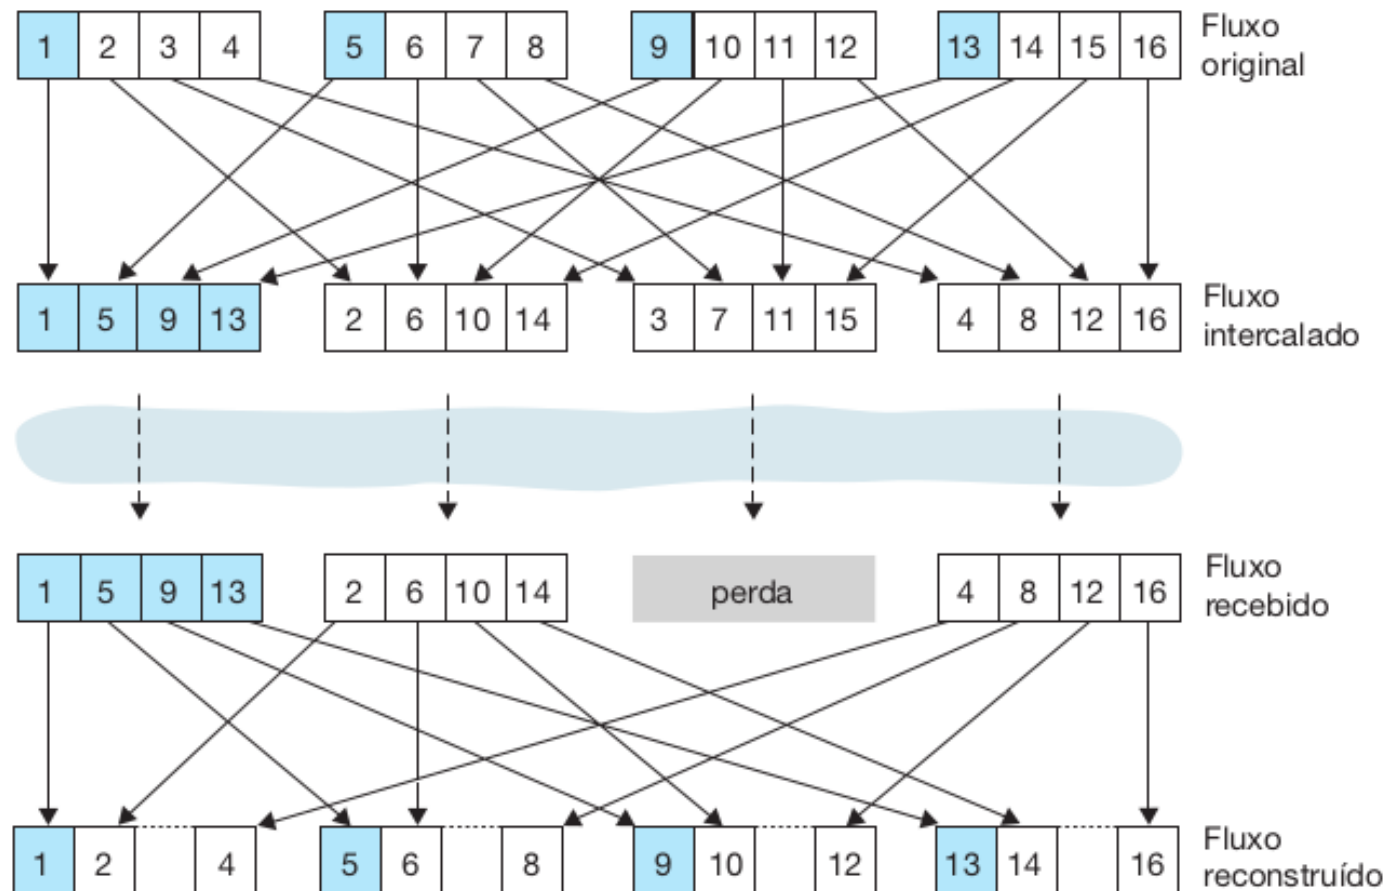 1 2 3 4 5 6 7 8 9 10 11 12 13 14 15 16 Fluxo
original
1 5 9 13 2 6 10 14 3 7 11 15 4 8 12 16 Fluxo
intercalado
1 5 9 13 2 6 10 14 perda 4 8 12 16 Fluxo
recebido
1 2 4 5 6 8 9 10 12 13 14 16 Fluxo
reconstruído